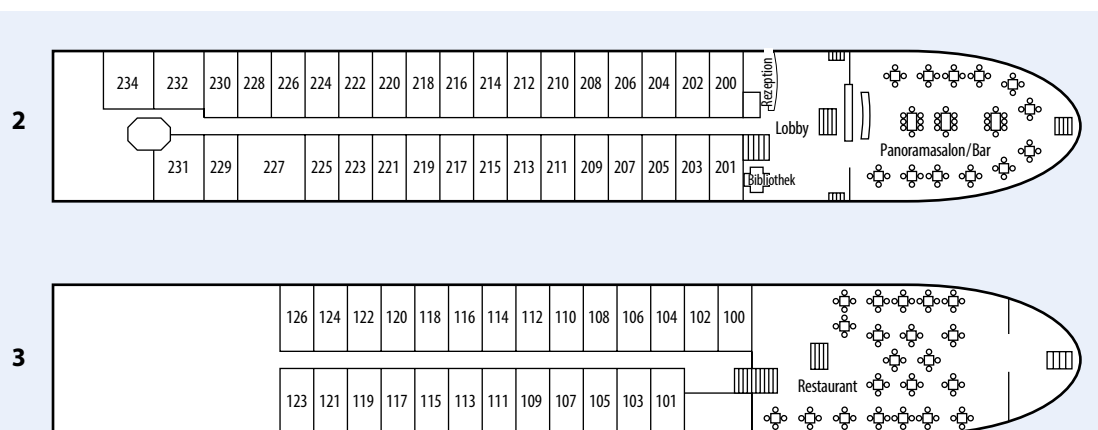 2
234 232 230 228 226 224 222 220 218 216 214 212 210 208 206 204 202 200
Rezeption
Lobby
Panoramasalon/Bar
231 229 227 225 223 221 219 217 215 213 211 209 207 205 203 201
Bibliothek
3
126 124 122 120 118 116 114 112 110 108 106 104 102 100
Restaurant
123 121 119 117 115 113 111 109 107 105 103 101